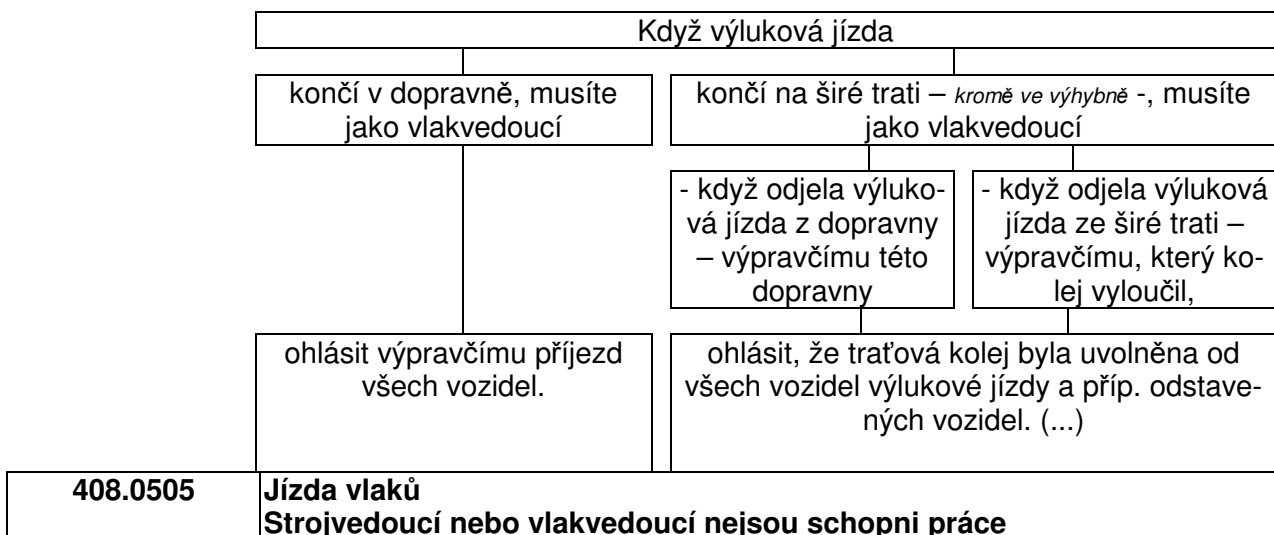 Když výluková jízda
končí v dopravně, musíte
jako vlakvedoucí
končí na širé trati – kromě ve výhybně -, musíte
jako vlakvedoucí
- když odjela výluko-
vá jízda z dopravny
– výpravčímu této
dopravny
- když odjela výluková
jízda ze širé trati –
výpravčímu, který ko-
lej vyloučil,
ohlásit výpravčímu příjezd
všech vozidel.
ohlásit, že traťová kolej byla uvolněna od
všech vozidel výlukové jízdy a příp. odstave-
ných vozidel. (...)
408.0505
Jízda vlaků
Strojvedoucí nebo vlakvedoucí nejsou schopni práce